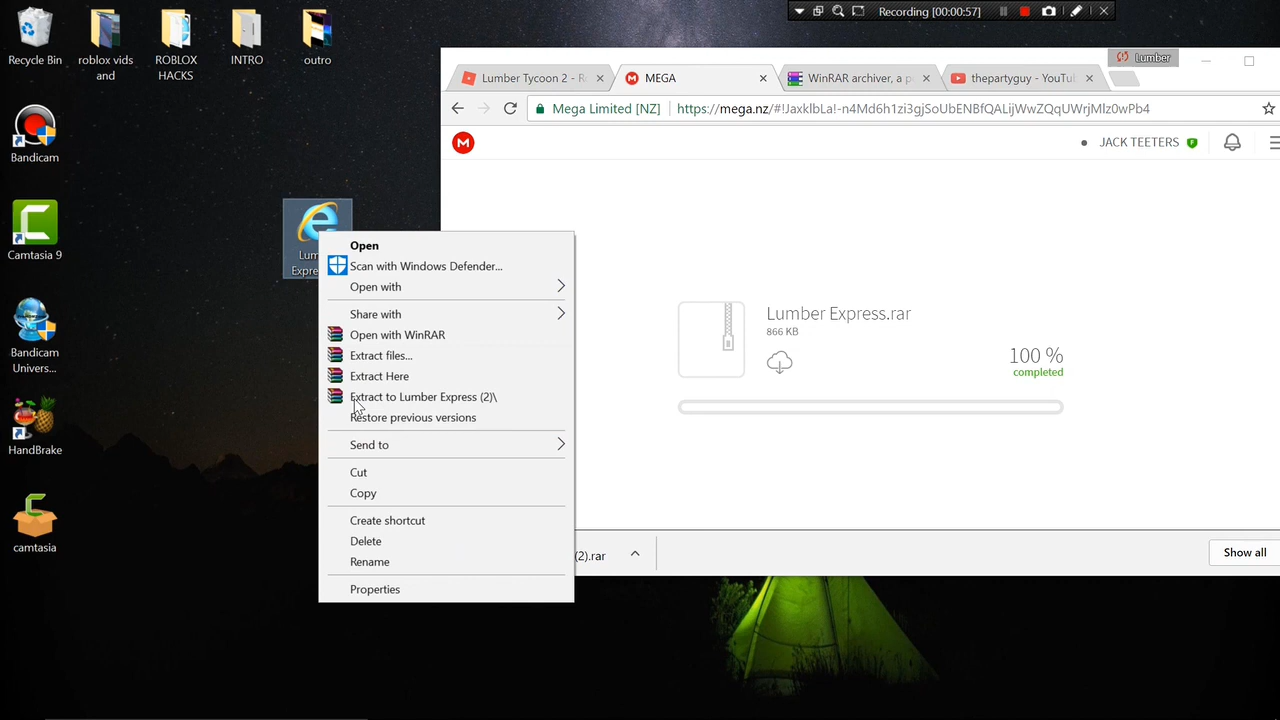 Recording [00:00:57]
Recycle Bin
roblox vids
and
ROBLOX
HACKS
INTRO
outro
Bandicam
Camtasia 9
Bandicam
Univers...
HandBrake
camtasia
Lum
Expre
Lumber
Lumber Tycoon 2 - R
MEGA
WinRAR archiver, a p
thepartyguy - YouTu
Mega Limited [NZ]
https://mega.nz/#!JaxklbLa!-n4Md6h1zi3gjSoUbENBfQALijWwZQqUWrjMlz0wPb4
JACK TEETERS
Open
Scan with Windows Defender...
Open with
Share with
Open with WinRAR
Extract files...
Extract Here
Extract to Lumber Express (2)\
Restore previous versions
Send to
Cut
Copy
Create shortcut
Delete
Rename
Properties
Lumber Express.rar
866 KB
100 %
completed
(2).rar
Show all